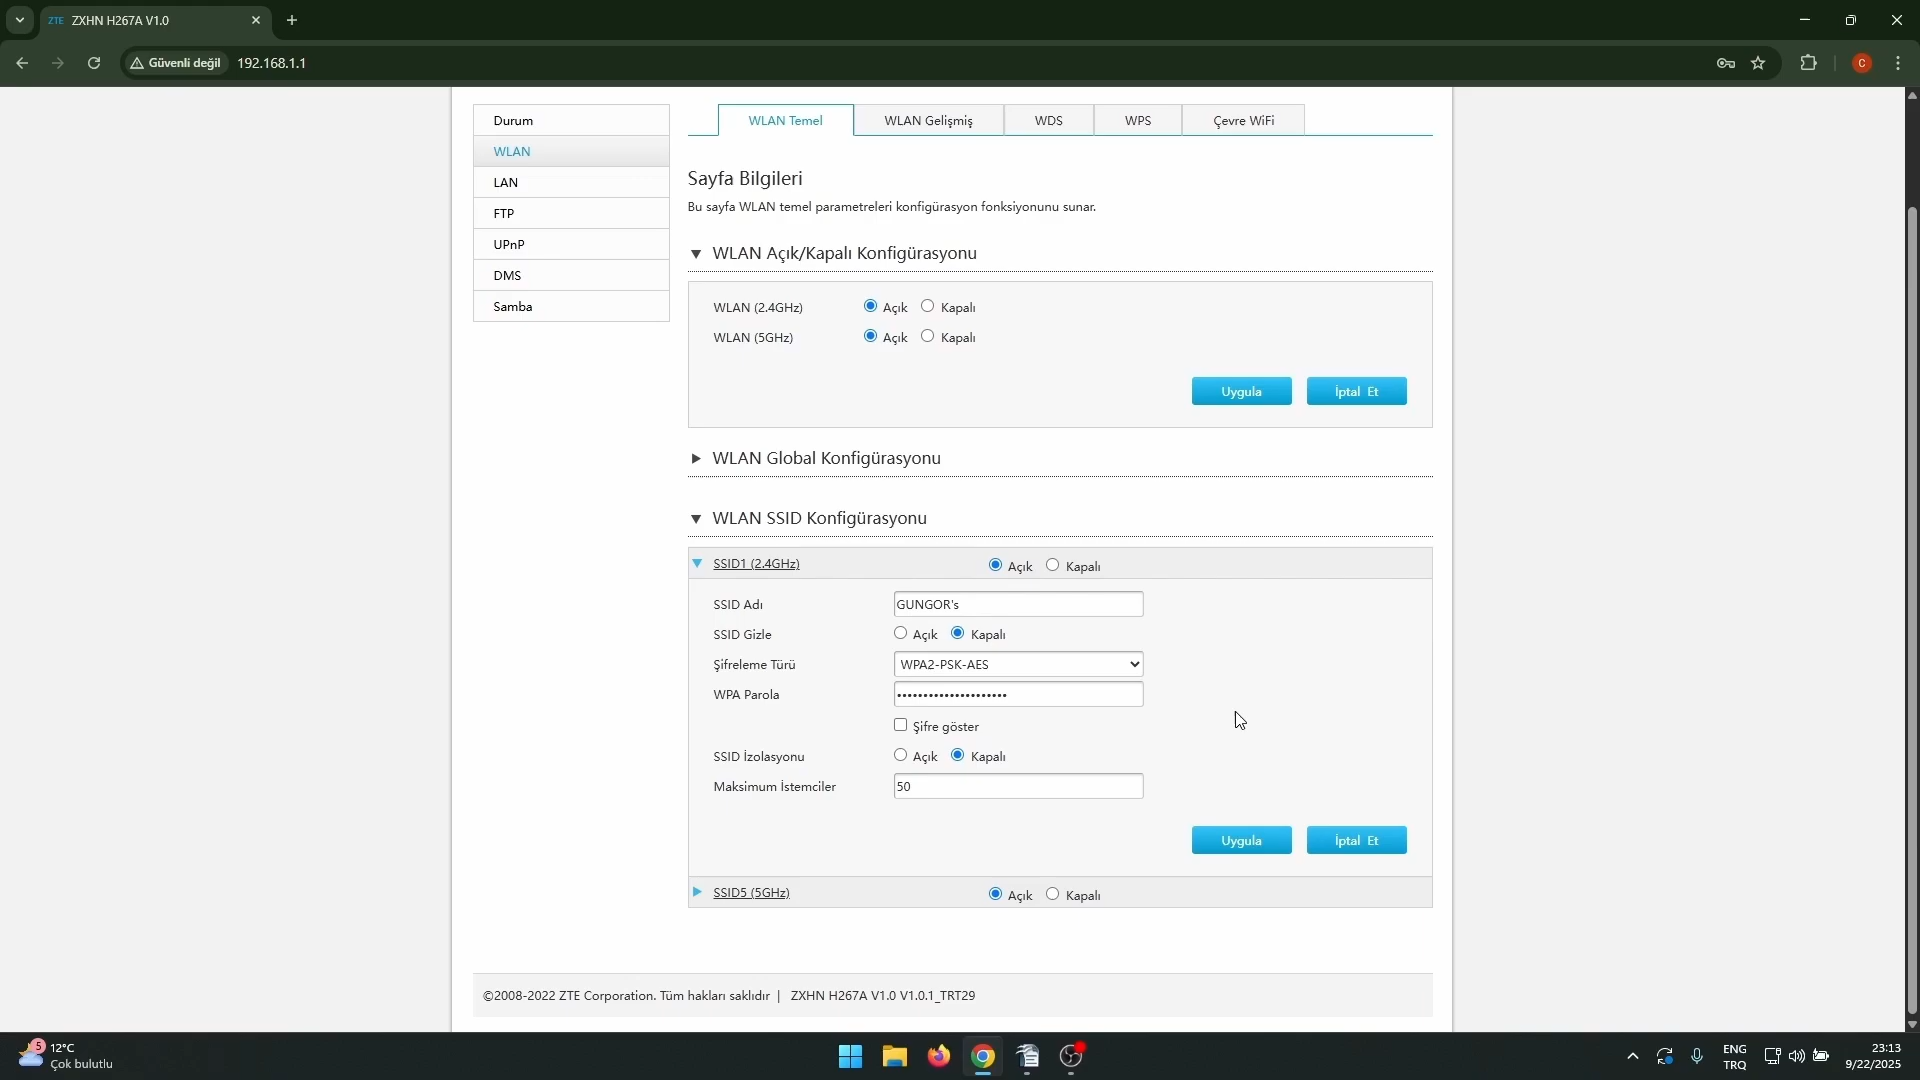 ZTE ZXHN H267A V1.0
Güvenli değil 192.168.1.1
C
Durum
WLAN
LAN
FTP
UPnP
DMS
Samba
WLAN Temel WLAN Gelişmiş WDS WPS Çevre WiFi
Sayfa Bilgileri
Bu sayfa WLAN temel parametreleri konfigürasyon fonksiyonunu sunar.
WLAN Açık/Kapalı Konfigürasyonu
WLAN (2.4GHz) Açık Kapalı
WLAN (5GHz) Açık Kapalı
Uygula İptal Et
WLAN Global Konfigürasyonu
WLAN SSID Konfigürasyonu
SSID1 (2.4GHz) Açık Kapalı
SSID Adı GUNGOR's
SSID Gizle Açık Kapalı
Şifreleme Türü WPA2-PSK-AES
WPA Parola •••••••••••••••••••••
Şifre göster
SSID İzolasyonu Açık Kapalı
Maksimum İstemciler 50
Uygula İptal Et
SSID5 (5GHz) Açık Kapalı
©2008-2022 ZTE Corporation. Tüm hakları saklıdır | ZXHN H267A V1.0 V1.0.1_TRT29
5
12°C
Çok bulutlu
ENG
TRQ
23:13
9/22/2025